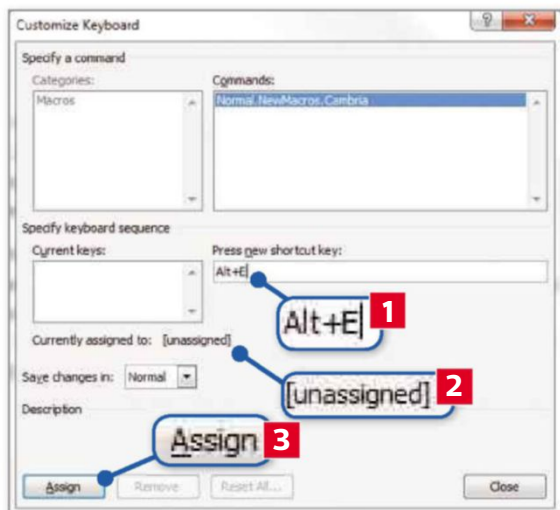 Customize Keyboard
Specify a command
Categories: Commands:
Macros Normal.NewMacros.Cambria
Specify keyboard sequence
Current keys: Press new shortcut key:
Alt+E
Alt+E 1
Currently assigned to: [unassigned]
[unassigned] 2
Save changes in: Normal
Description
Assign 3
Assign Remove Reset All... Close